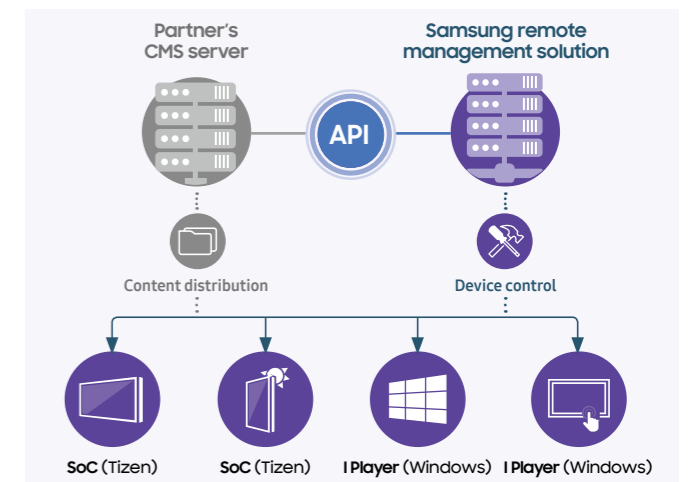 Partner's
CMS server
Samsung remote
management solution
API
Content distribution
Device control
SoC (Tizen)
SoC (Tizen)
I Player (Windows)
I Player (Windows)